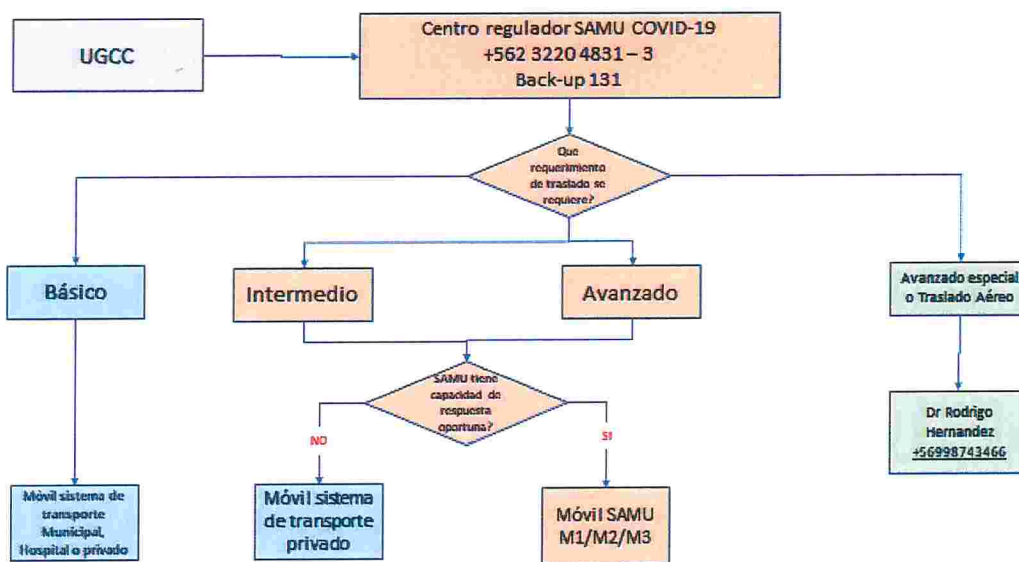 UGCC
Centro regulador SAMU COVID-19
+562 3220 4831 – 3
Back-up 131
Que
requerimiento
de traslado se
requiere?
Básico
Intermedio
Avanzado
Avanzado especial
o Traslado Aéreo
SAMU tiene
capacidad de
respuesta
oportuna?
NO
SI
Dr Rodrigo
Hernandez
+56998743466
Móvil sistema de
transporte
Municipal,
Hospital o privado
Móvil sistema
de transporte
privado
Móvil SAMU
M1/M2/M3